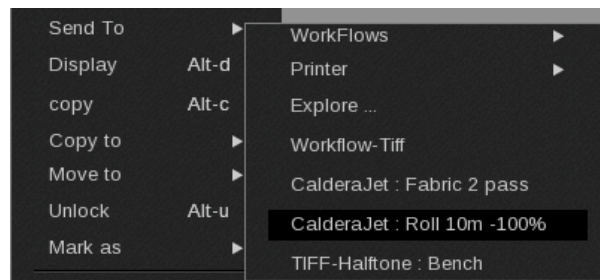 Send To
Display Alt-d
copy Alt-c
Copy to
Move to
Unlock Alt-u
Mark as
WorkFlows
Printer
Explore ...
Workflow-Tiff
CalderaJet : Fabric 2 pass
CalderaJet : Roll 10m -100%
TIFF-Halftone : Bench